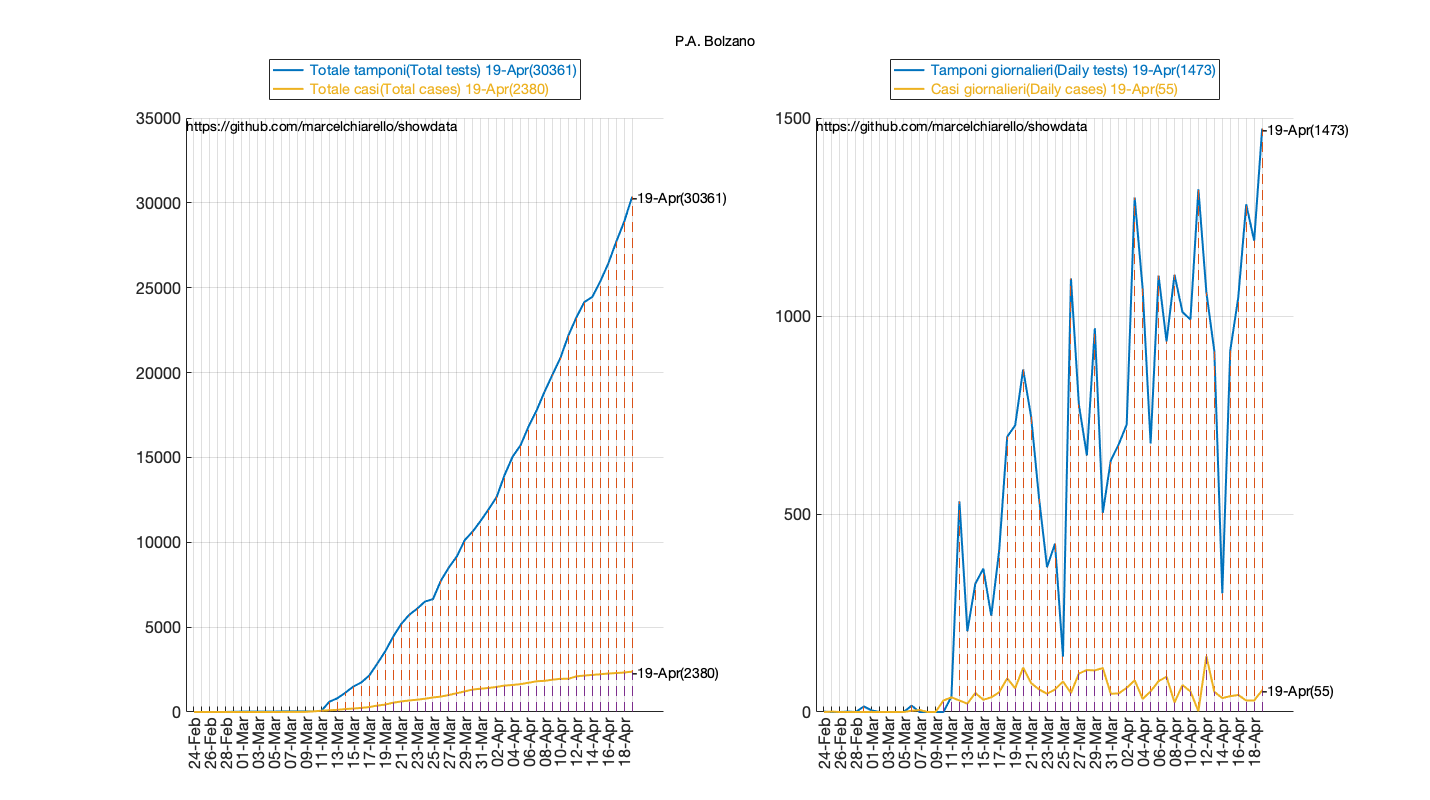 P.A. Bolzano
Totale tamponi(Total tests) 19-Apr(30361)
Totale casi(Total cases) 19-Apr(2380)
https://github.com/marcelchiarello/showdata
35000
30000
25000
20000
15000
10000
5000
0
19-Apr(30361)
19-Apr(2380)
24-Feb
26-Feb
28-Feb
01-Mar
03-Mar
05-Mar
07-Mar
09-Mar
11-Mar
13-Mar
15-Mar
17-Mar
19-Mar
21-Mar
23-Mar
25-Mar
27-Mar
29-Mar
31-Mar
02-Apr
04-Apr
06-Apr
08-Apr
10-Apr
12-Apr
14-Apr
16-Apr
18-Apr
Tamponi giornalieri(Daily tests) 19-Apr(1473)
Casi giornalieri(Daily cases) 19-Apr(55)
https://github.com/marcelchiarello/showdata
1500
1000
500
0
19-Apr(1473)
19-Apr(55)
24-Feb
26-Feb
28-Feb
01-Mar
03-Mar
05-Mar
07-Mar
09-Mar
11-Mar
13-Mar
15-Mar
17-Mar
19-Mar
21-Mar
23-Mar
25-Mar
27-Mar
29-Mar
31-Mar
02-Apr
04-Apr
06-Apr
08-Apr
10-Apr
12-Apr
14-Apr
16-Apr
18-Apr